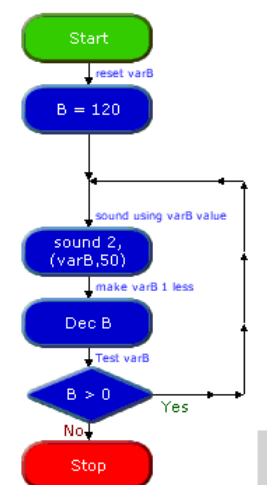 Start
reset varB
B = 120
sound using varB value
sound 2,
(varB,50)
make varB 1 less
Dec B
Test varB
B > 0
Yes
No
Stop